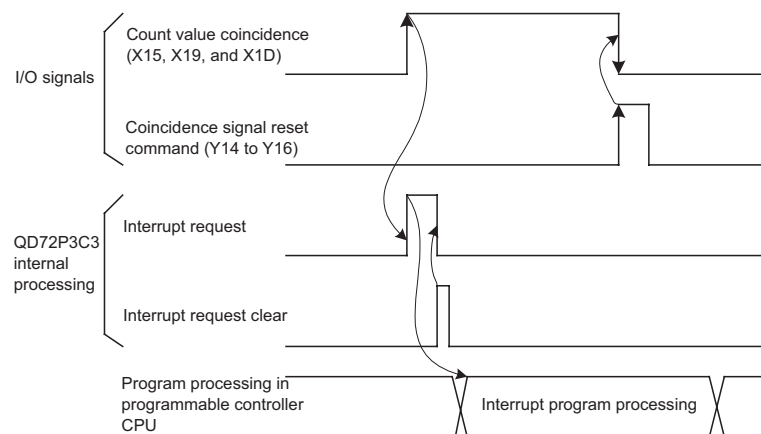 I/O signals
Count value coincidence
(X15, X19, and X1D)
Coincidence signal reset
command (Y14 to Y16)
QD72P3C3
internal
processing
Interrupt request
Interrupt request clear
Program processing in
programmable controller
CPU
Interrupt program processing